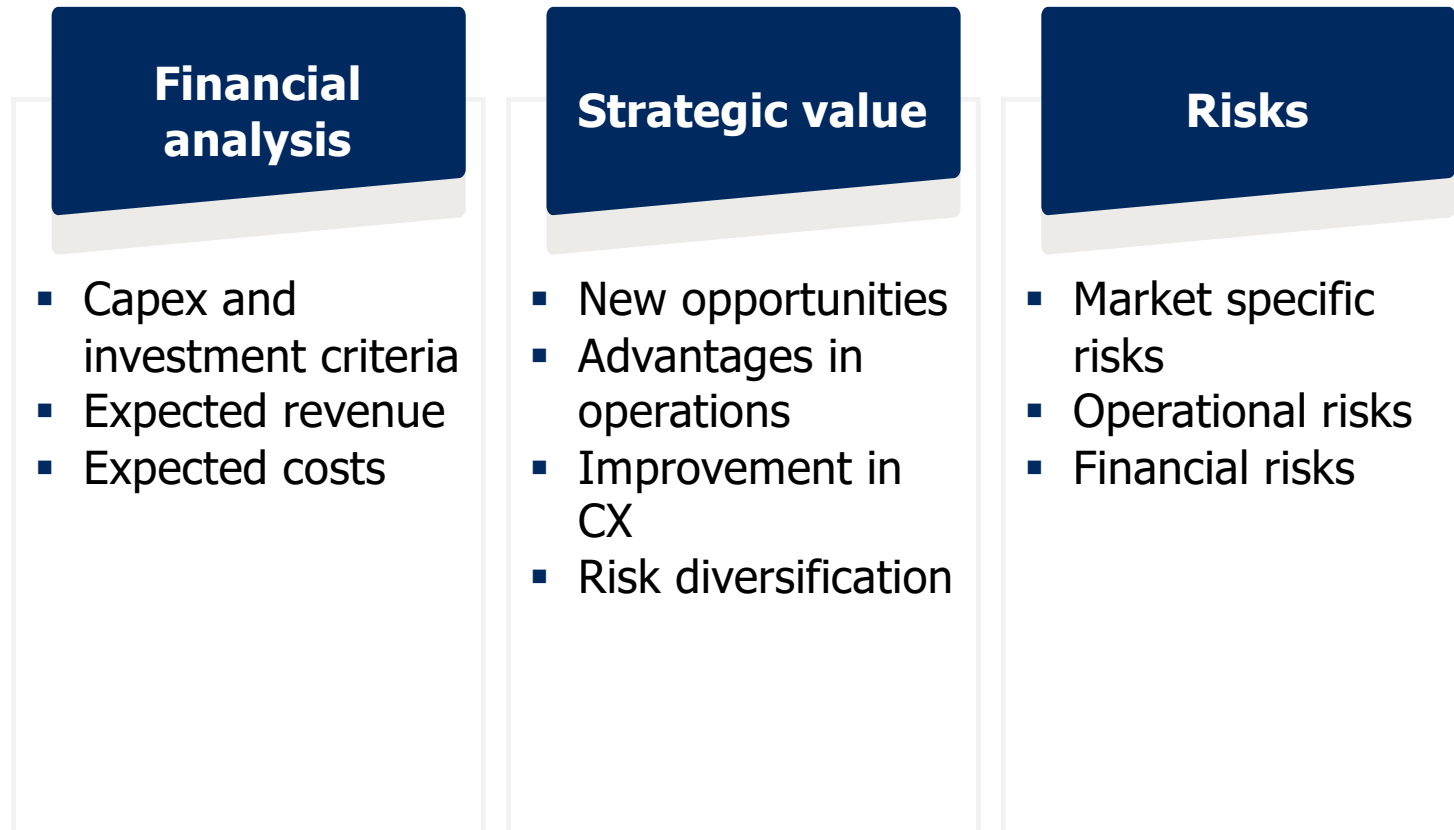 Financial
analysis
▪ Capex and
investment criteria
▪ Expected revenue
▪ Expected costs
Strategic value
▪ New opportunities
▪ Advantages in
operations
▪ Improvement in
CX
▪ Risk diversification
Risks
▪ Market specific
risks
▪ Operational risks
▪ Financial risks